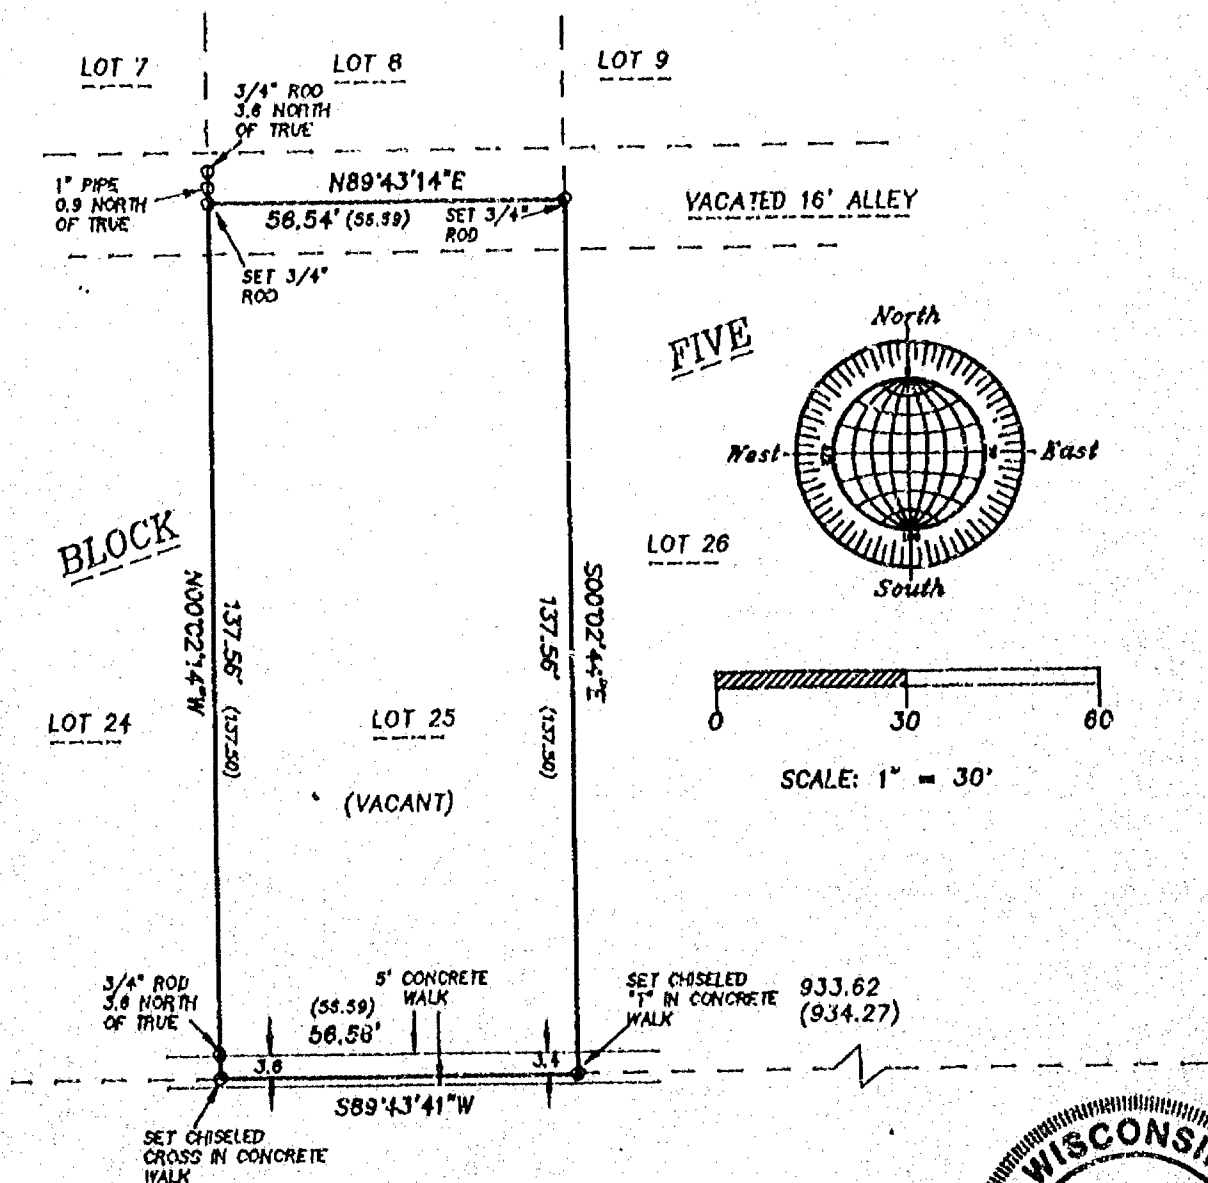 LOT 7
LOT 8
LOT 9
3/4" ROD
3.6 NORTH
OF TRUE
1" PIPE
0.9 NORTH
OF TRUE
N89°43'14"E
56.54' (56.59)
SET 3/4"
ROD
VACATED 16' ALLEY
SET 3/4"
ROD
FIVE
North
West
East
South
BLOCK
LOT 26
N00°02'14"W
137.56' (137.50)
137.56' (137.50)
S00°02'44"E
0 30 60
SCALE: 1" = 30'
LOT 24
LOT 25
(VACANT)
3/4" ROD
3.6 NORTH
OF TRUE
(56.59)
56.56'
5' CONCRETE
WALK
SET CHISELED
"T" IN CONCRETE
WALK
933.62
(934.27)
3.6
3.4
S89°43'41"W
SET CHISELED
CROSS IN CONCRETE
WALK
WISCONSI